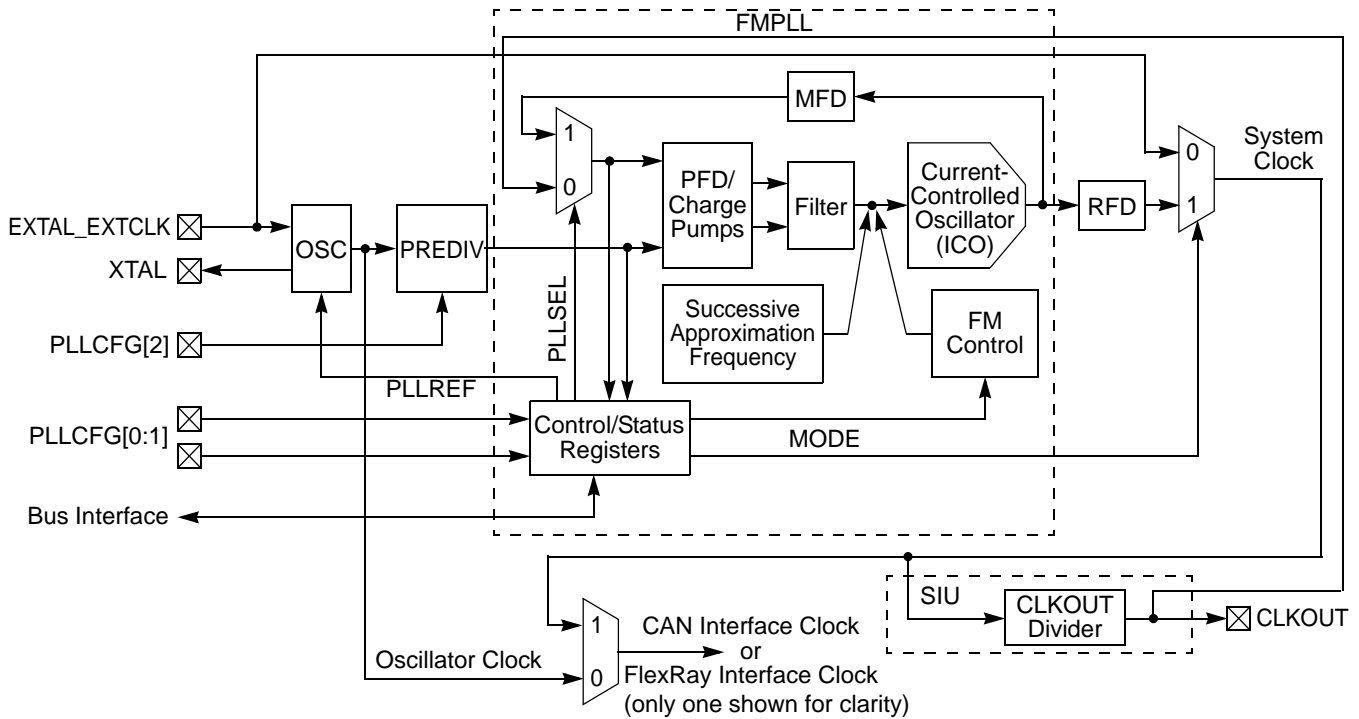 FMPLL
MFD
1
0
PFD/
Charge
Pumps
Filter
Current-
Controlled
Oscillator
(ICO)
RFD
0
1
System
Clock
EXTAL_EXTCLK
XTAL
OSC
PREDIV
PLLCFG[2]
PLLREF
PLLSEL
Successive
Approximation
Frequency
FM
Control
PLLCFG[0:1]
Control/Status
Registers
MODE
Bus Interface
SIU
CLKOUT
Divider
CLKOUT
1
0
Oscillator Clock
CAN Interface Clock
or
FlexRay Interface Clock
(only one shown for clarity)